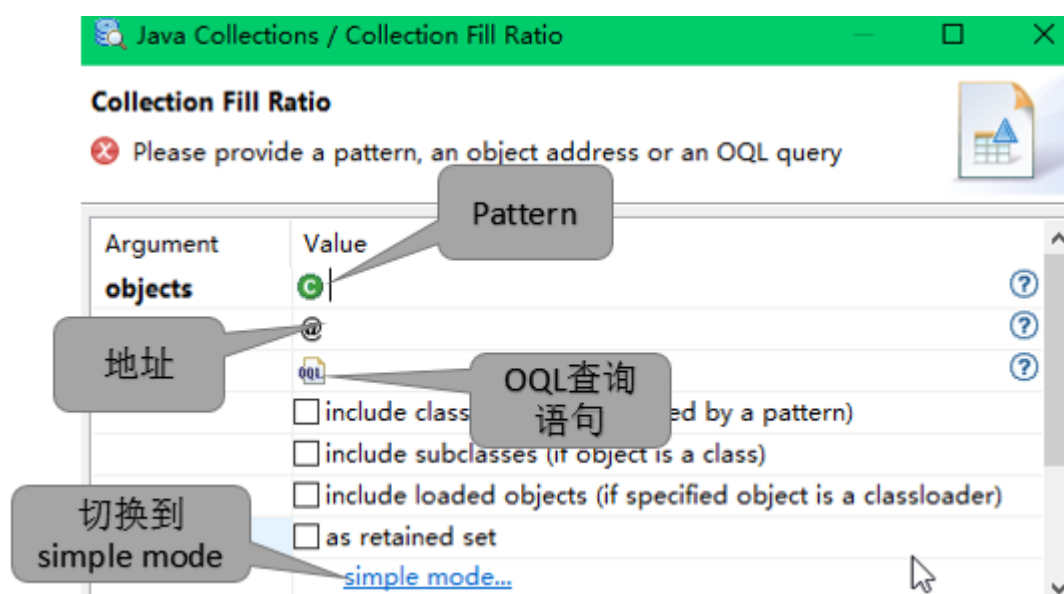 Java Collections / Collection Fill Ratio
Collection Fill Ratio
Please provide a pattern, an object address or an OQL query
Pattern
Argument Value
objects
C
@
地址
OQL
OQL查询
语句
include class ed by a pattern)
include subclasses (if object is a class)
include loaded objects (if specified object is a classloader)
切换到
simple mode
as retained set
simple mode...